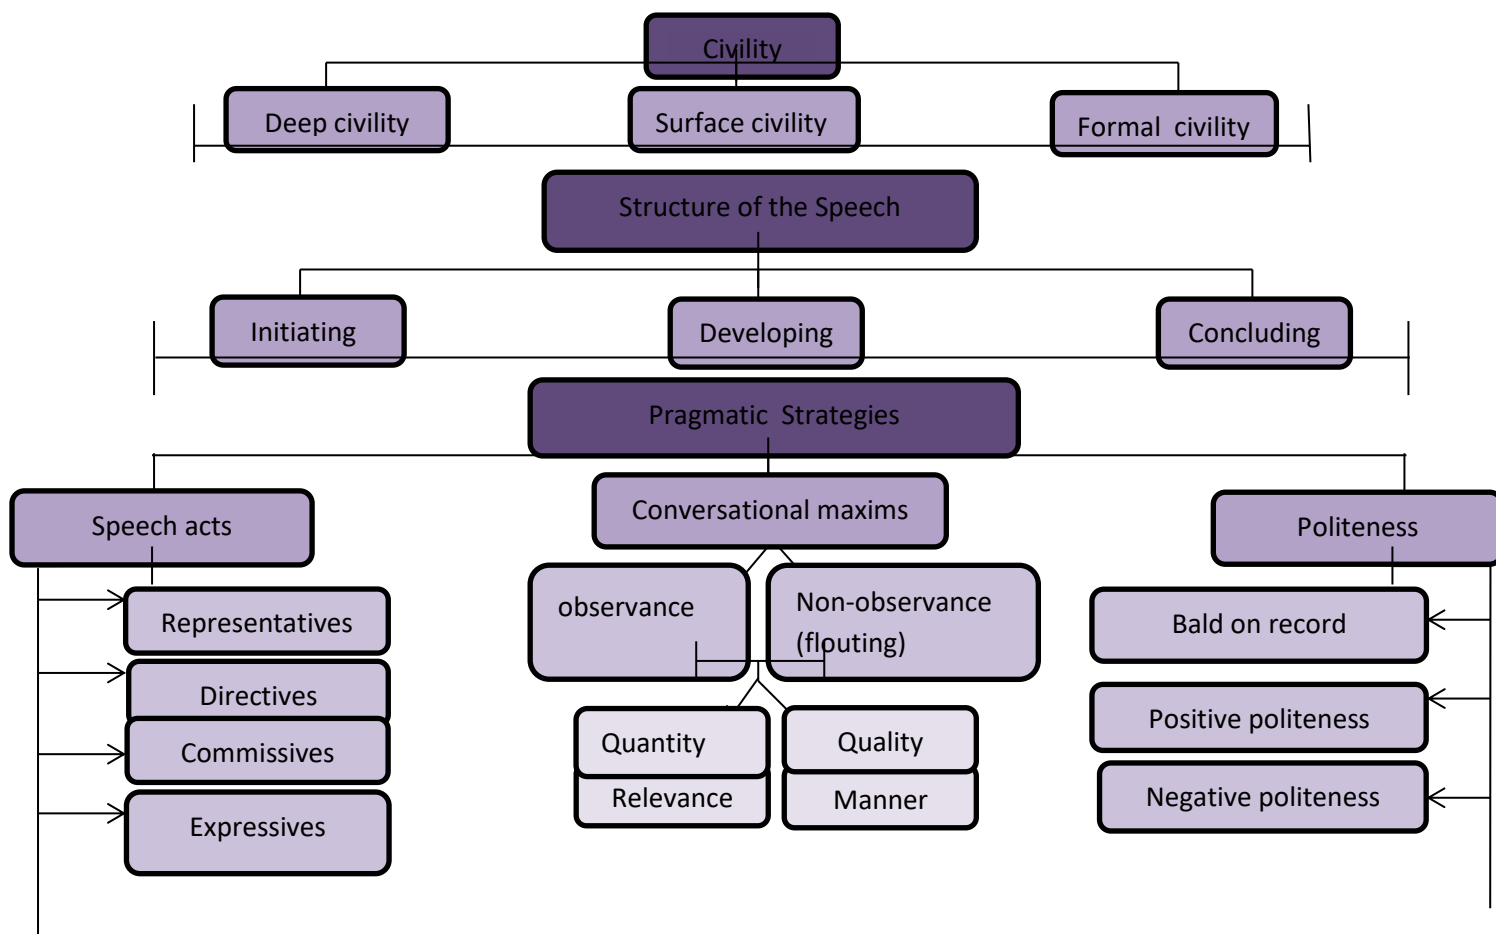 Civility
Deep civility
Surface civility
Formal civility
Structure of the Speech
Initiating
Developing
Concluding
Pragmatic Strategies
Speech acts
Conversational maxims
Politeness
Representatives
Directives
Commissives
Expressives
observance
Non-observance
(flouting)
Quantity
Quality
Relevance
Manner
Bald on record
Positive politeness
Negative politeness